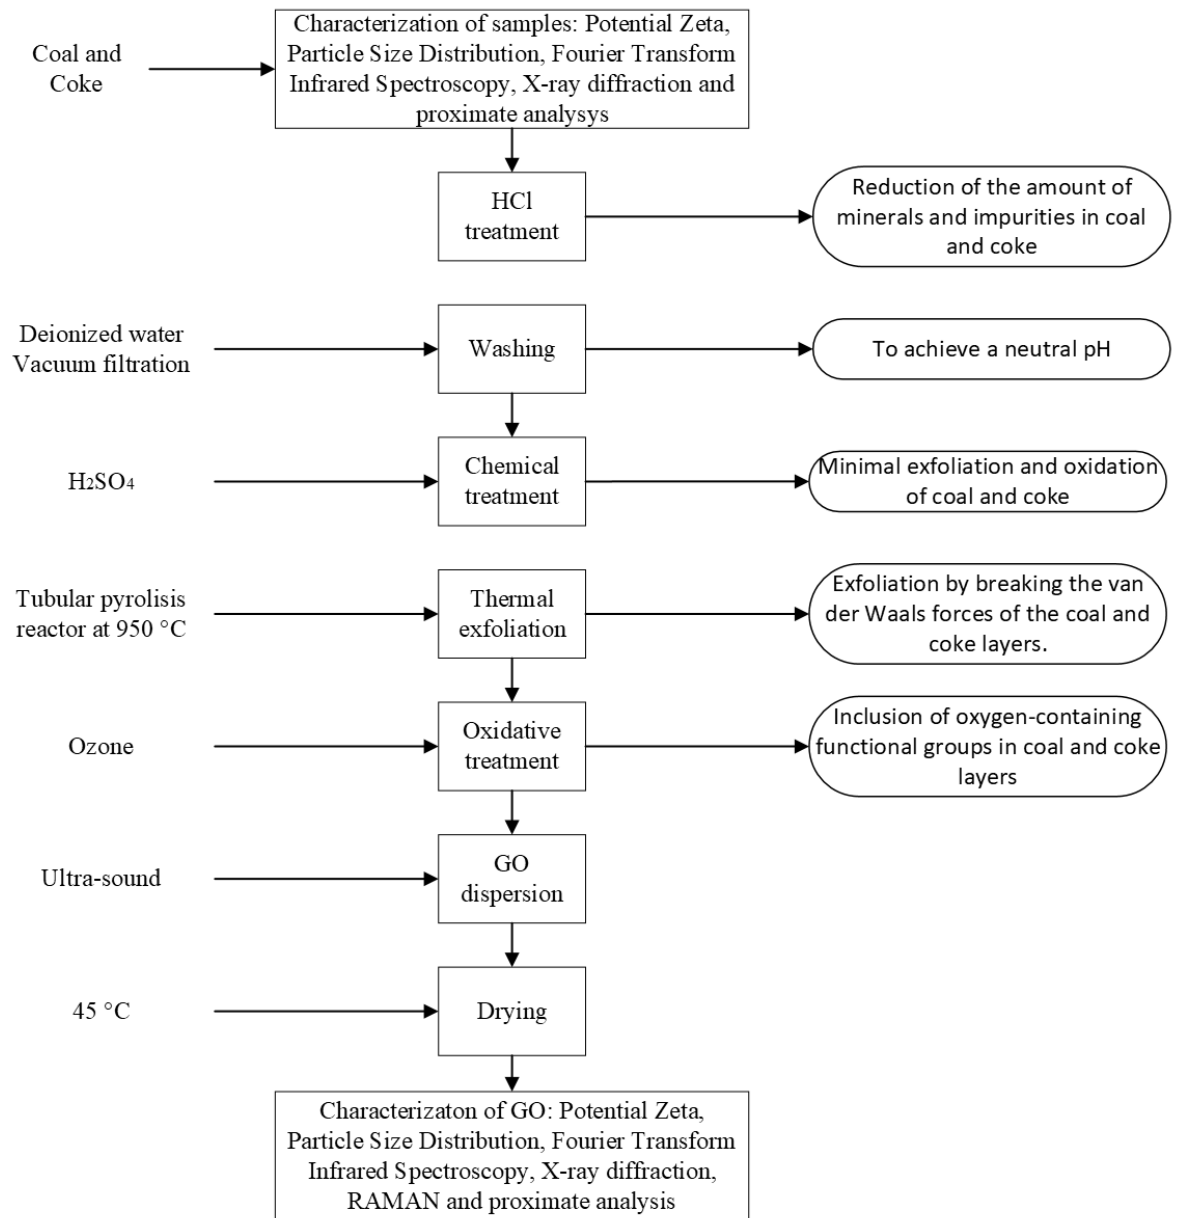 Coal and
Coke
Characterization of samples: Potential Zeta,
Particle Size Distribution, Fourier Transform
Infrared Spectroscopy, X-ray diffraction and
proximate analysys
HCl
treatment
Reduction of the amount of
minerals and impurities in coal
and coke
Deionized water
Vacuum filtration
Washing
To achieve a neutral pH
H₂SO₄
Chemical
treatment
Minimal exfoliation and oxidation
of coal and coke
Tubular pyrolisis
reactor at 950 °C
Thermal
exfoliation
Exfoliation by breaking the van
der Waals forces of the coal and
coke layers.
Ozone
Oxidative
treatment
Inclusion of oxygen-containing
functional groups in coal and coke
layers
Ultra-sound
GO
dispersion
45 °C
Drying
Characterizaton of GO: Potential Zeta,
Particle Size Distribution, Fourier Transform
Infrared Spectroscopy, X-ray diffraction,
RAMAN and proximate analysis